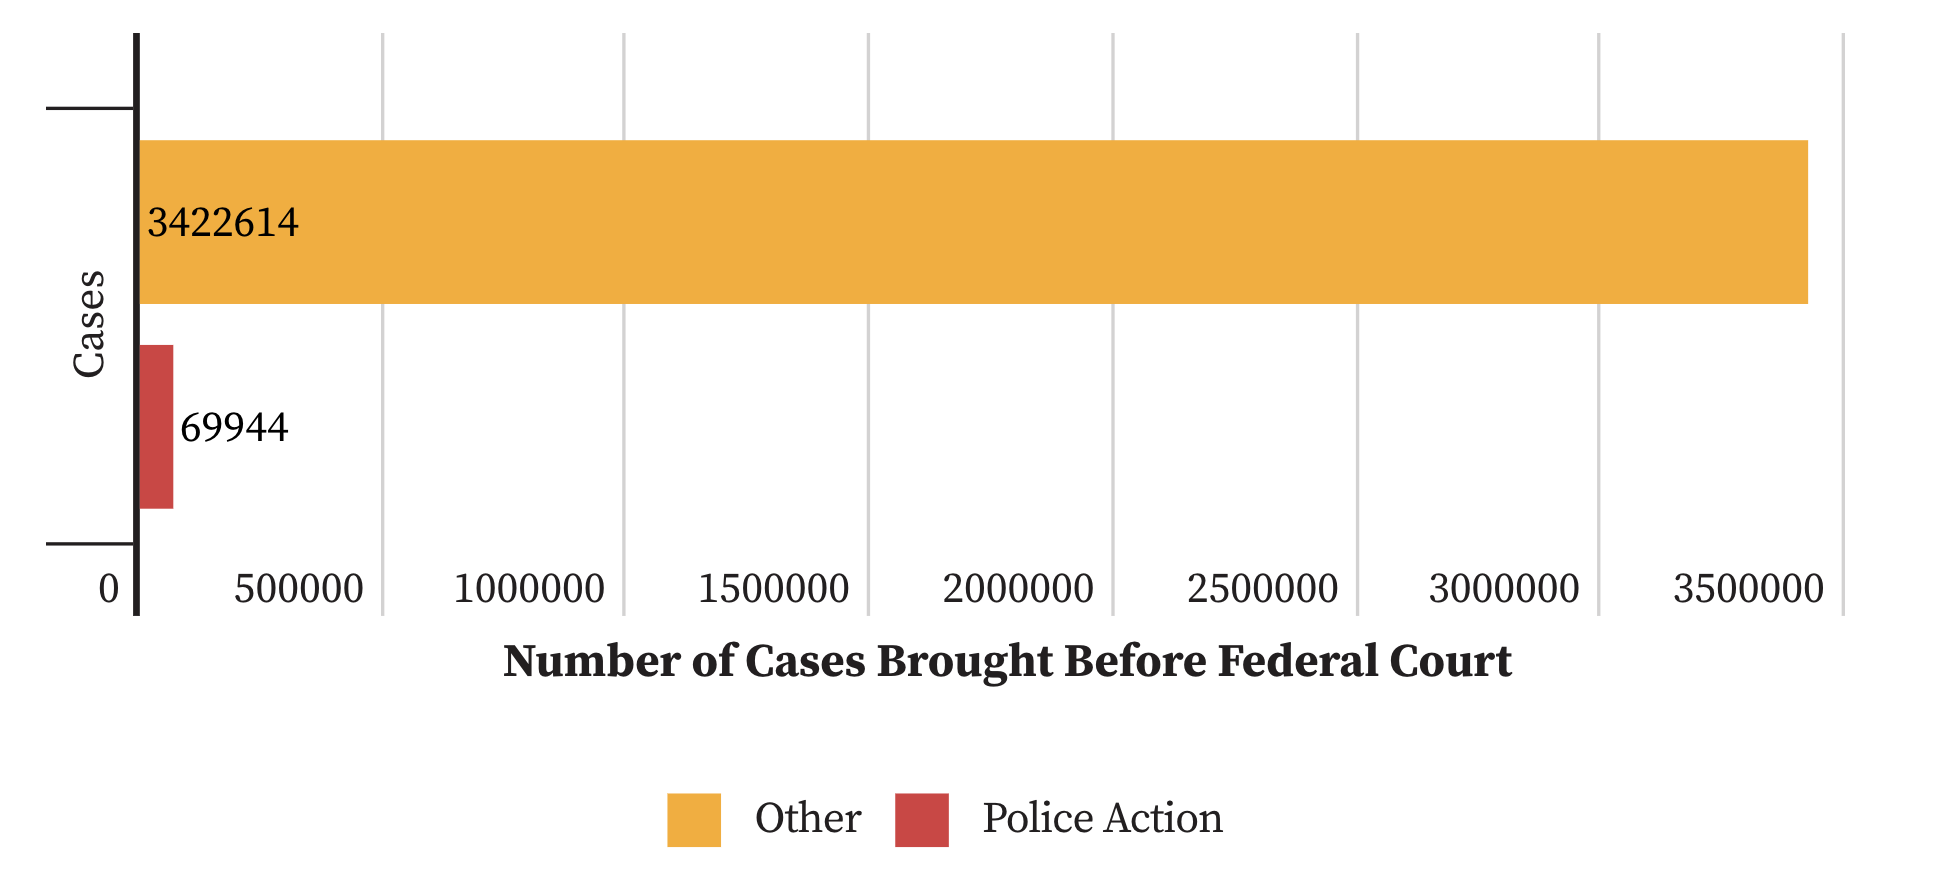 3422614
Cases
69944
0 500000 1000000 1500000 2000000 2500000 3000000 3500000
Number of Cases Brought Before Federal Court
Other Police Action